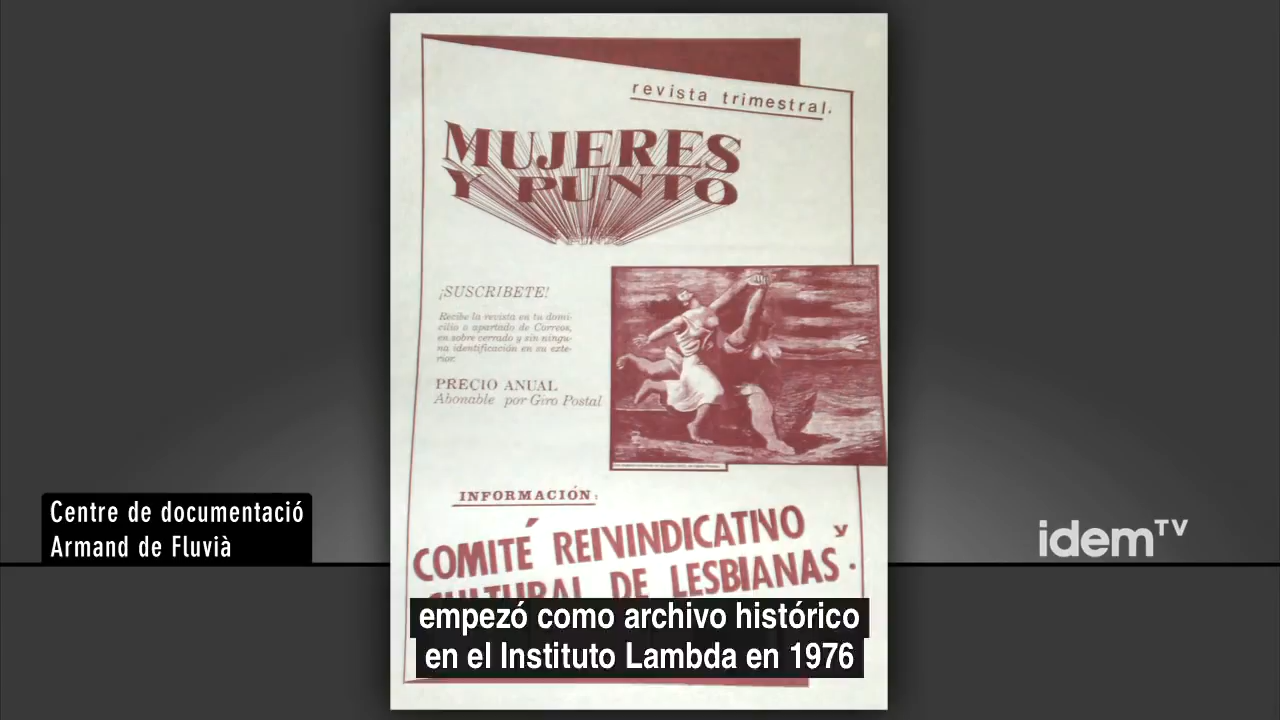 revista trimestral.
MUJERES
Y PUNTO
¡SUSCRIBETE!
Recibe la revista en tu domi-
cilio o apartado de Correos,
en sobre cerrado y sin ningu-
na identificación en su exte-
rior.
PRECIO ANUAL
Abonable por Giro Postal
INFORMACIÓN:
COMITÉ REIVINDICATIVO y
CULTURAL DE LESBIANAS.
Centre de documentació
Armand de Fluvià
idemTV
empezó como archivo histórico
en el Instituto Lambda en 1976